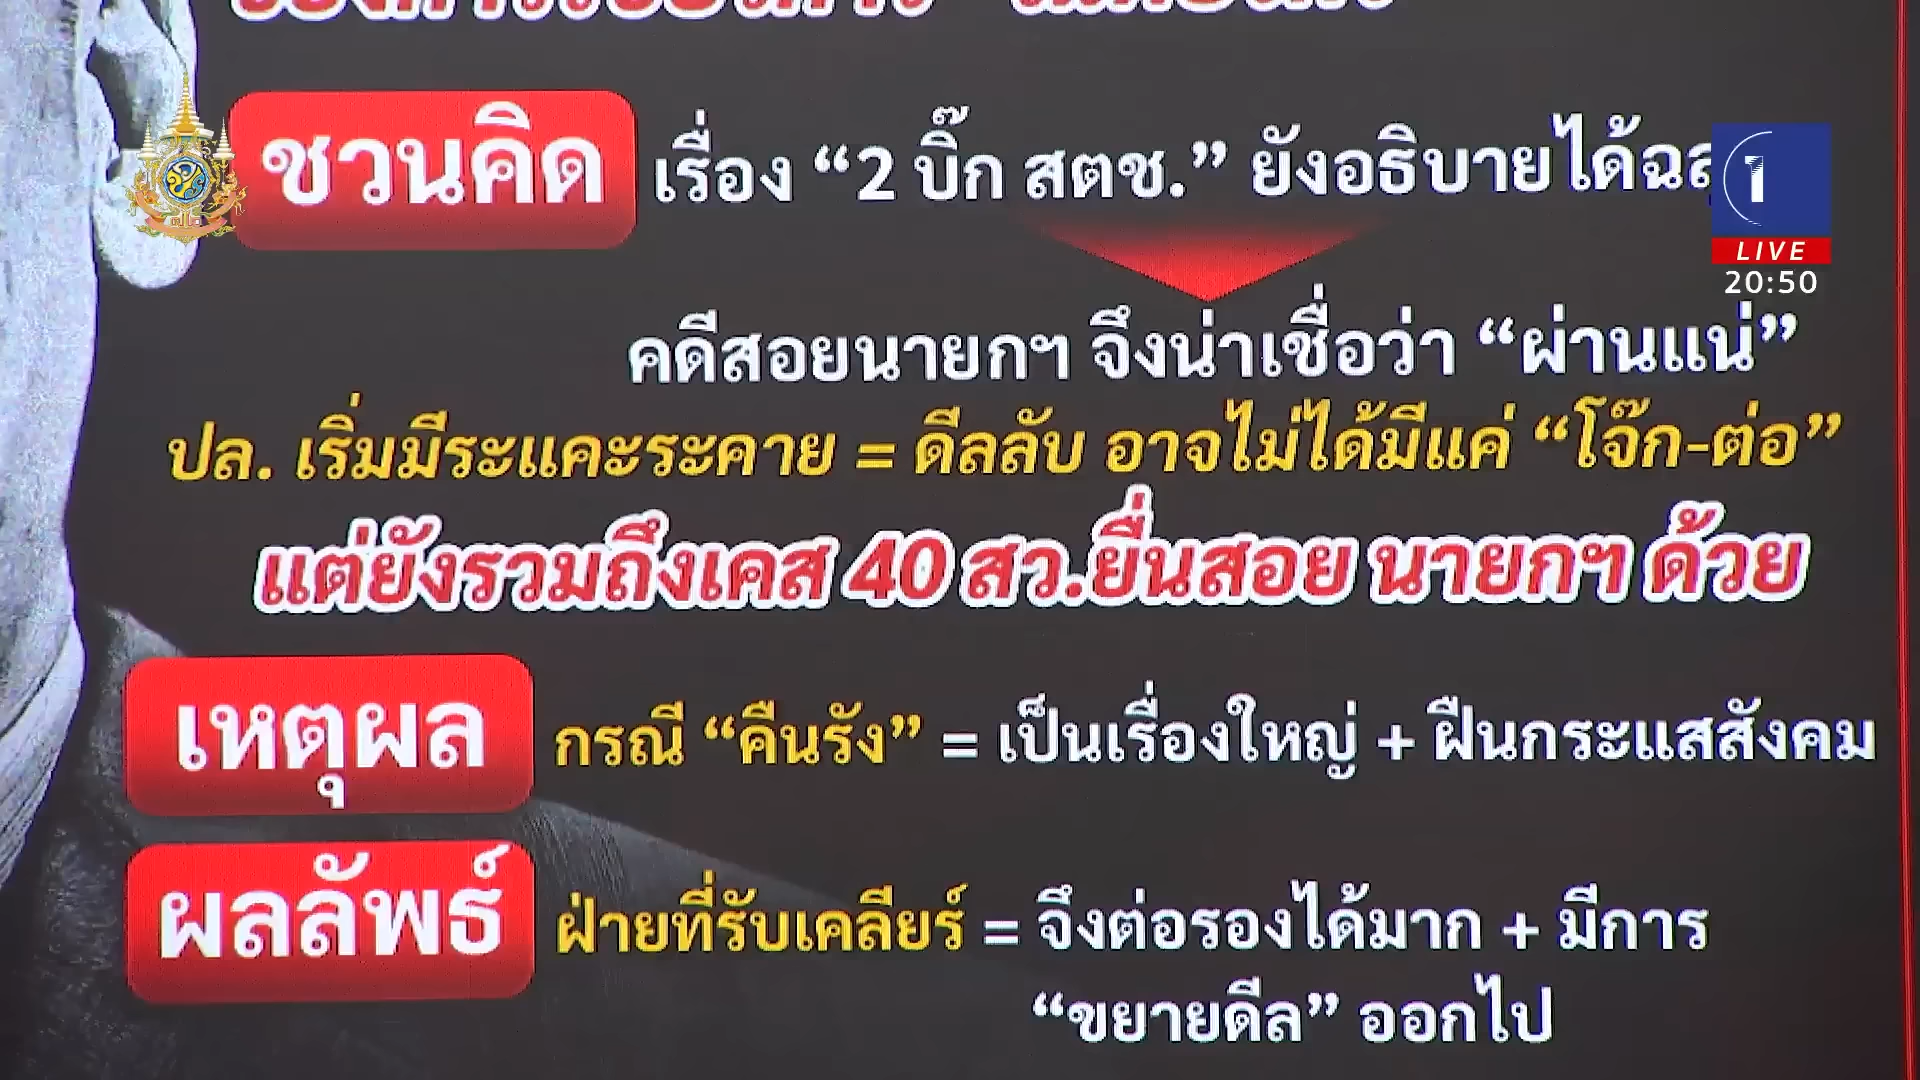 ชวนคิด เรื่อง “2 บิ๊ก สตช.” ยังอธิบายได้
1
LIVE
20:50
คดีสอยนายกฯ จึงน่าเชื่อว่า “ผ่านแน่”
ปล. เริ่มมีระแคะระคาย = ดีลลับ อาจไม่ได้มีแค่ “โจ๊ก-ต่อ”
แต่ยังรวมถึงเคส 40 สว.ยื่นสอย นายกฯ ด้วย
เหตุผล กรณี “คืนรัง” = เป็นเรื่องใหญ่ + ฝืนกระแสสังคม
ผลลัพธ์ ฝ่ายที่รับเคลียร์ = จึงต่อรองได้มาก + มีการ
“ขยายดีล” ออกไป